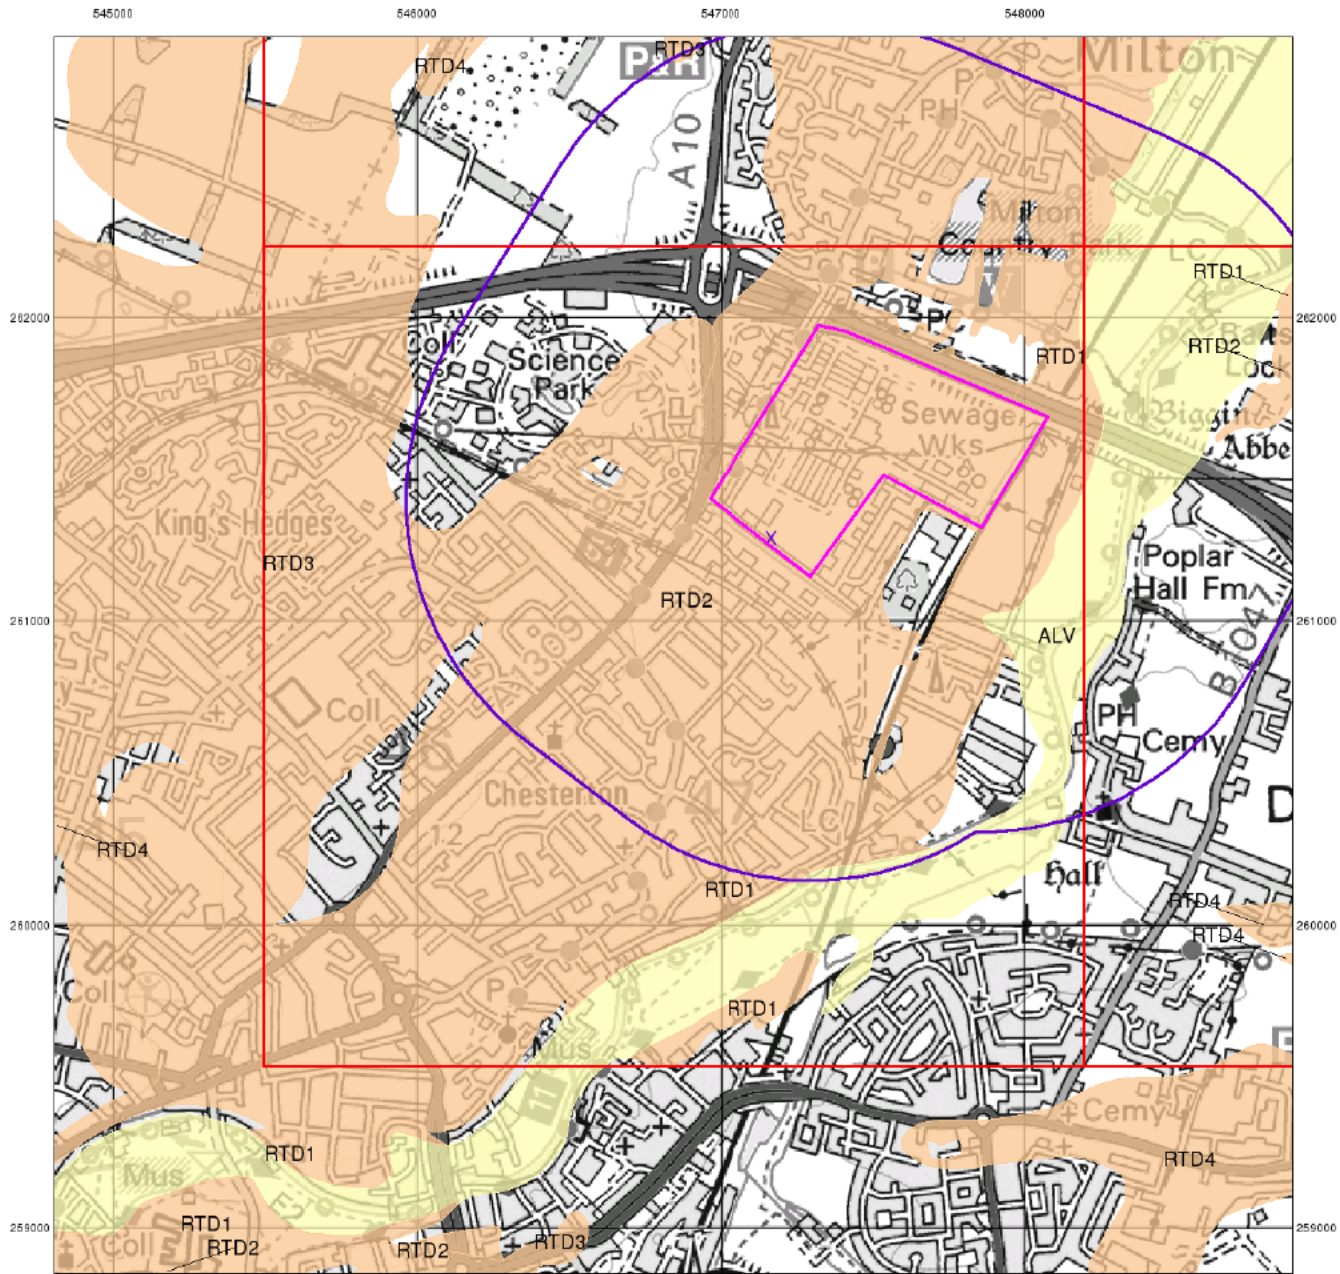 545000
546000
547000
548000
RTD3
RTD4
Milton
P
PH
A 10
Milton
LC
RTD1
262000
262000
RTD1
RTD2
Coll
Science
Park
Sewage
Wks
Abbe
King's Hedges
Poplar
Hall Fm
RTD3
RTD2
261000
261000
ALV
B1047
Coll
PH
Cemy
Chesterton
LC
12
D
RTD4
Hall
RTD1
RTD4
260000
260000
RTD4
Coll
P
RTD1
Mus
Cemy
RTD1
RTD4
Mus
RTD1
259000
259000
RTD2
RTD2
RTD3
Coll